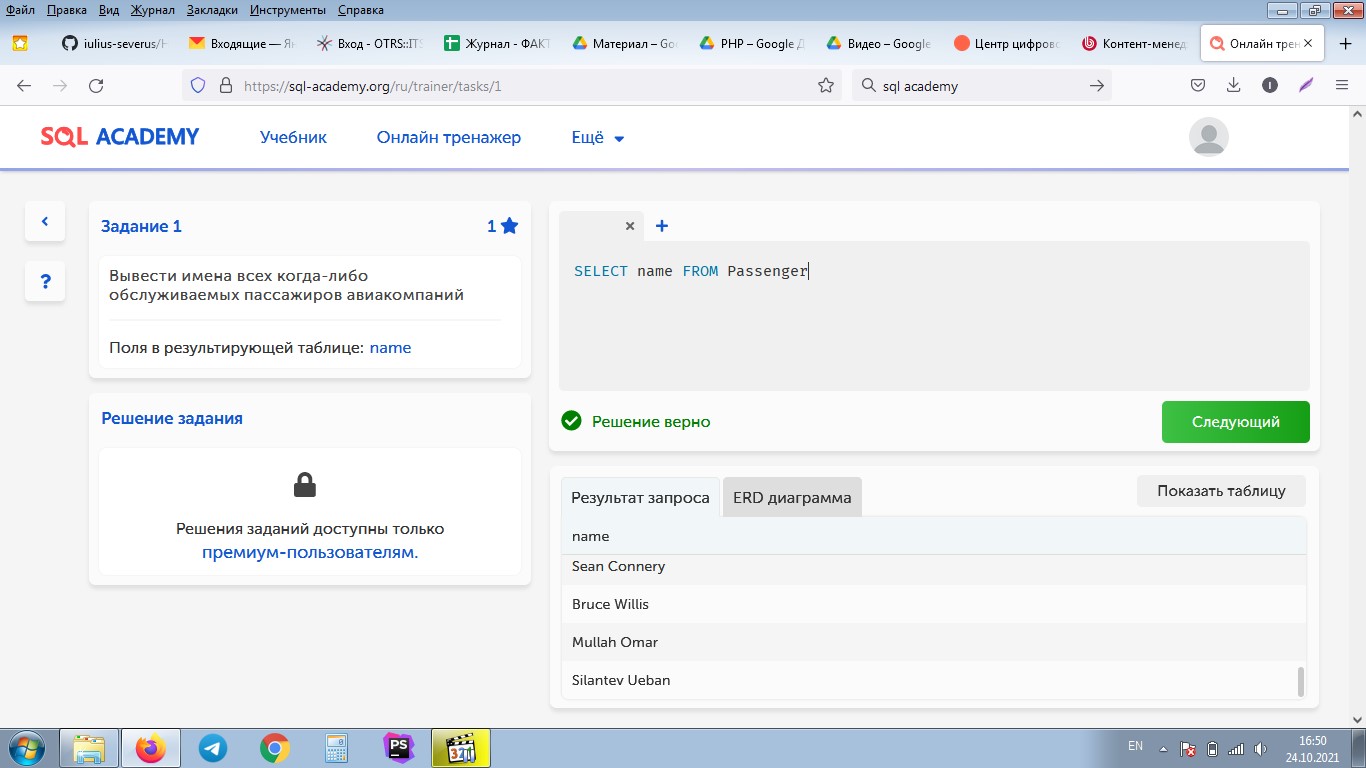 Файл Правка Вид Журнал Закладки Инструменты Справка
iulius-severus/
Входящие — Ян
Вход - OTRS::ITS
Журнал - ФАКТ
Материал – Goo
PHP – Google Д
Видео – Google
Центр цифрово
Контент-менед
Онлайн трен
https://sql-academy.org/ru/trainer/tasks/1
sql academy
SQL ACADEMY
Учебник
Онлайн тренажер
Ещё
Задание 1
1
Вывести имена всех когда-либо
обслуживаемых пассажиров авиакомпаний
Поля в результирующей таблице: name
Решение задания
Решения заданий доступны только
премиум-пользователям.
SELECT name FROM Passenger
Решение верно
Следующий
Результат запроса
ERD диаграмма
Показать таблицу
name
Sean Connery
Bruce Willis
Mullah Omar
Silantev Ueban
PS
321
EN
16:50
24.10.2021